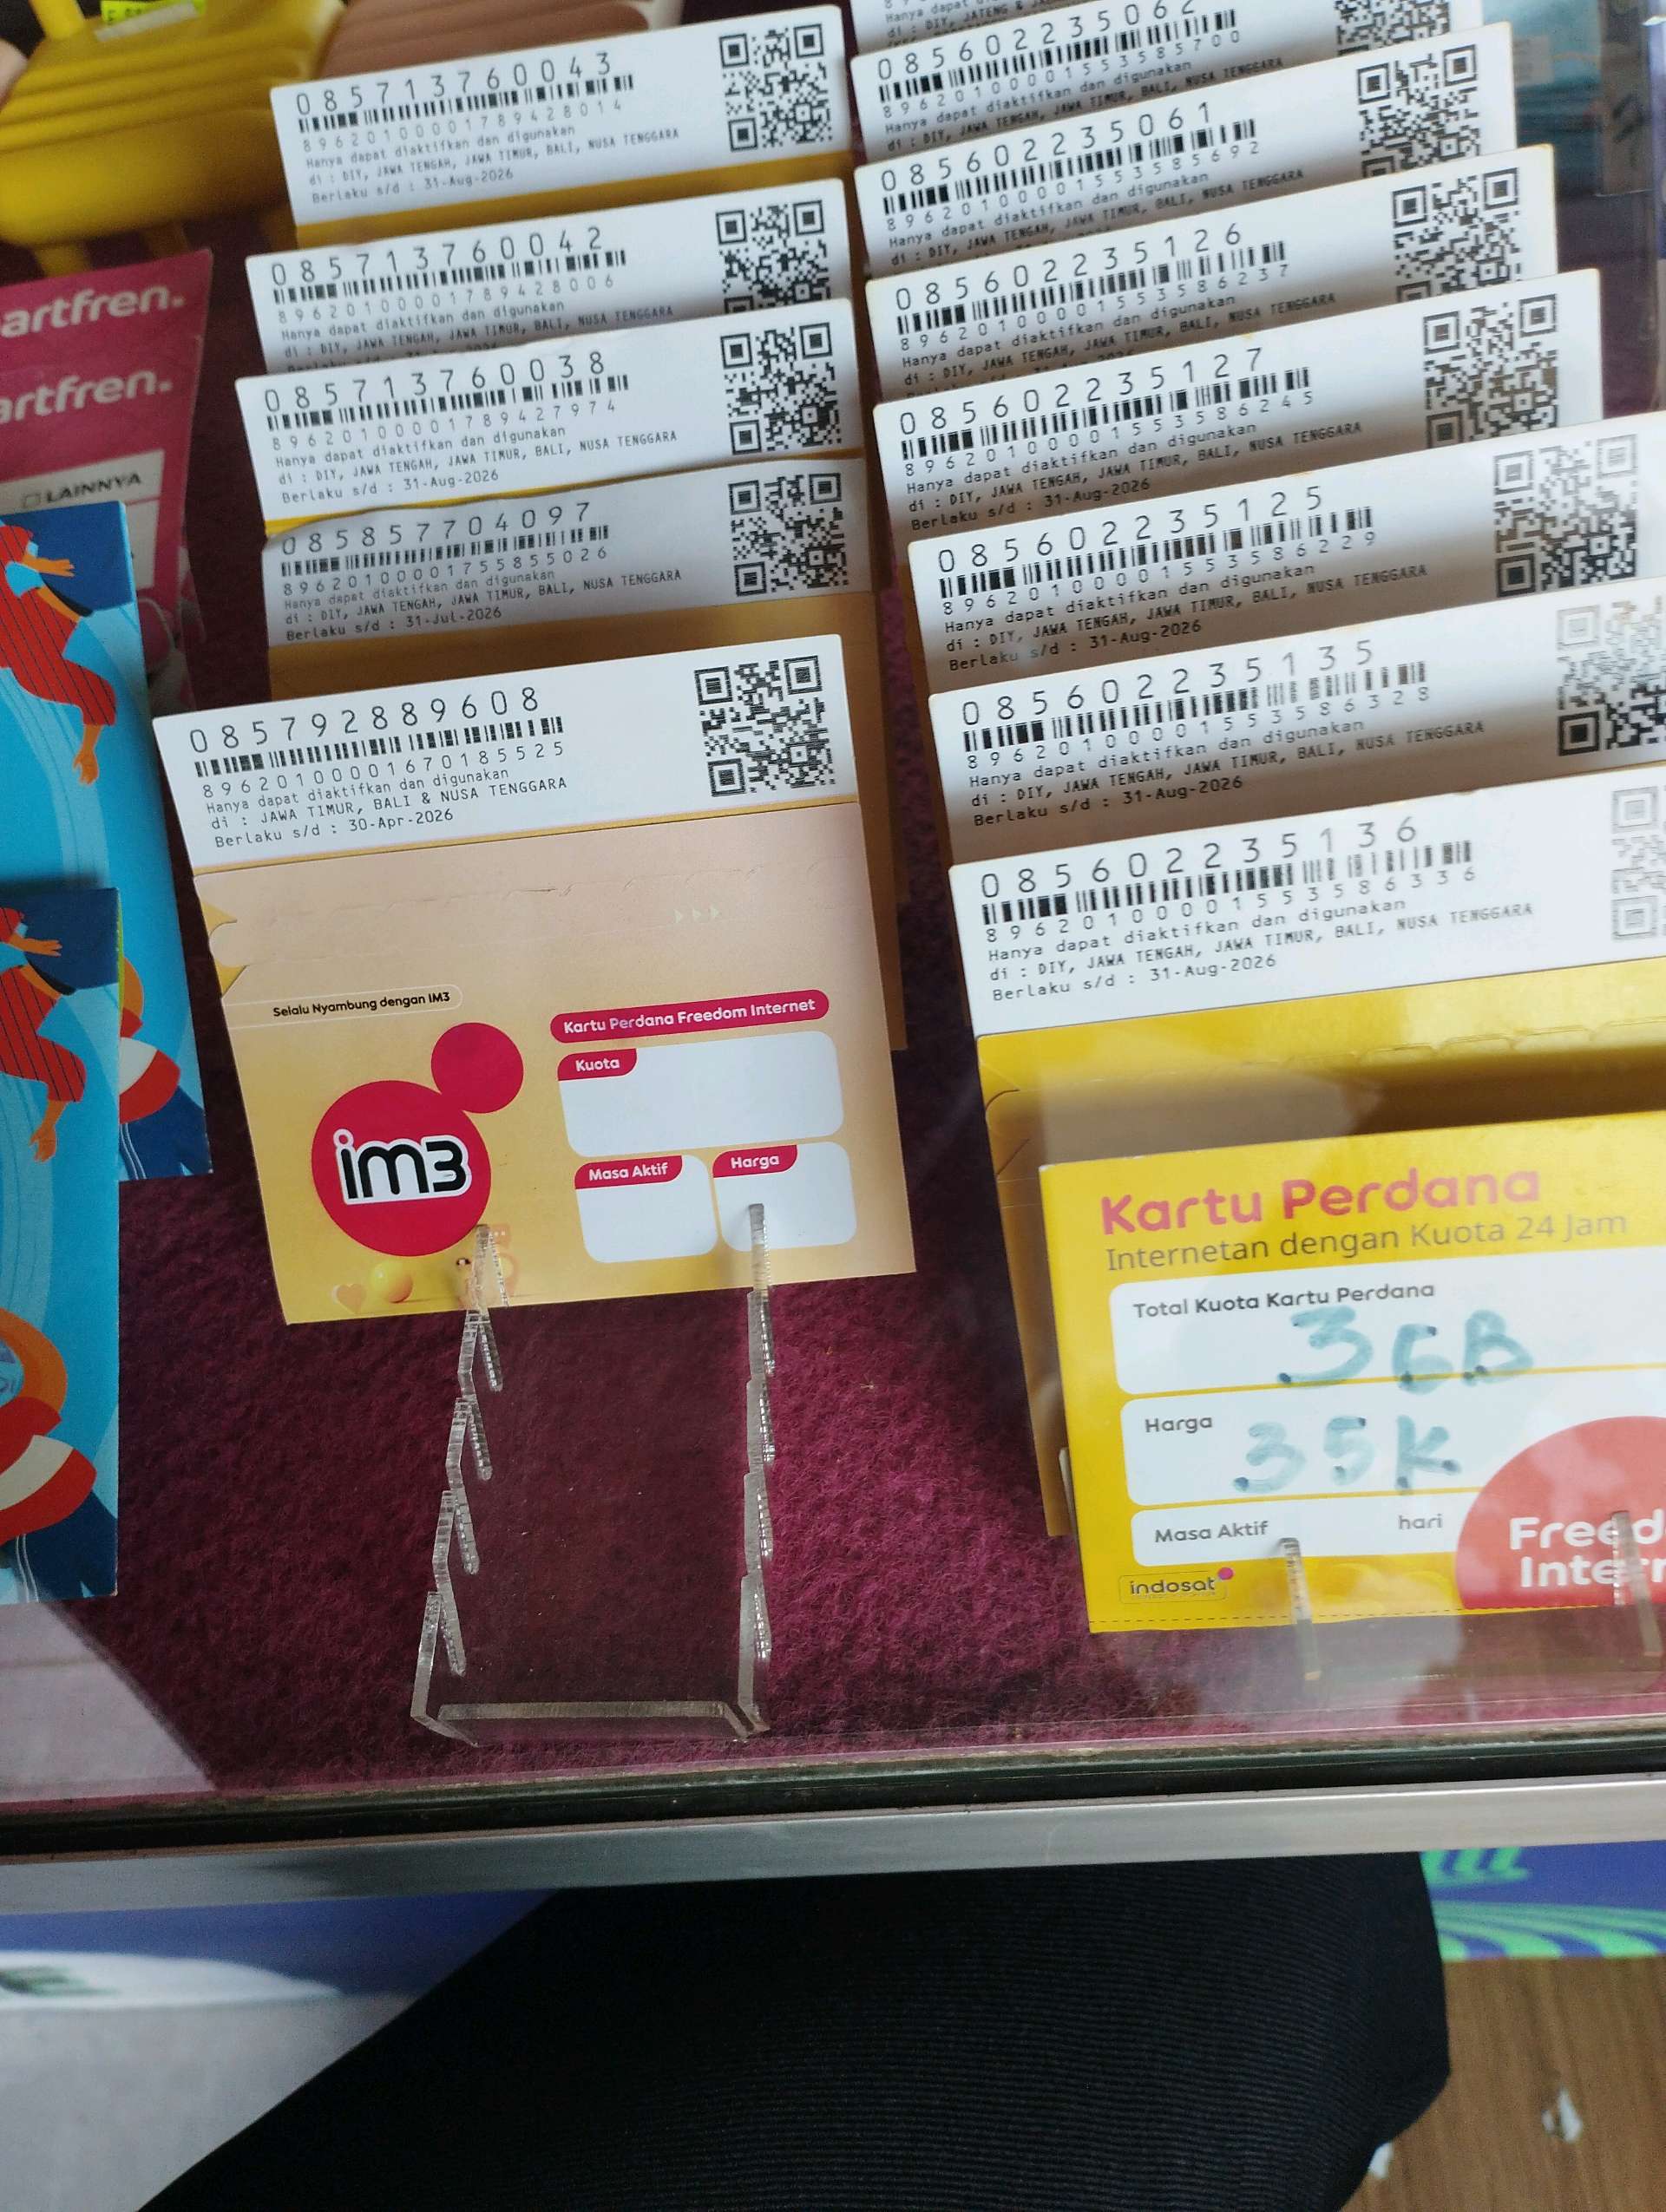 artfren.
artfren.
LAINNYA
085713760043
89620100001789428014
Hanya dapat diaktifkan dan digunakan
di : DIY, JAWA TENGAH, JAWA TIMUR, BALI, NUSA TENGGARA
Berlaku s/d : 31-Aug-2026
085713760042
89620100001789428006
Hanya dapat diaktifkan dan digunakan
di : DIY, JAWA TENGAH, JAWA TIMUR, BALI, NUSA TENGGARA
085713760038
89620100001789427974
Hanya dapat diaktifkan dan digunakan
di : DIY, JAWA TENGAH, JAWA TIMUR, BALI, NUSA TENGGARA
Berlaku s/d : 31-Aug-2026
085857704097
89620100001755855026
Hanya dapat diaktifkan dan digunakan
di : DIY, JAWA TENGAH, JAWA TIMUR, BALI, NUSA TENGGARA
Berlaku s/d : 31-Jul-2026
085792889608
89620100001670185525
Hanya dapat diaktifkan dan digunakan
di : JAWA TIMUR, BALI & NUSA TENGGARA
Berlaku s/d : 30-Apr-2026
Selalu Nyambung dengan IM3
im3
Kartu Perdana Freedom Internet
Kuota
Masa Aktif
Harga
Hanya dapat
di : DIY, JATENG &
085602235062
89620100001553585700
Hanya dapat diaktifkan dan digunakan
di : DIY, JAWA TENGAH, JAWA TIMUR, BALI, NUSA TENGGARA
085602235061
89620100001553585692
Hanya dapat diaktifkan dan digunakan
di : DIY, JAWA TENGAH, JAWA TIMUR, BALI, NUSA TENGGARA
085602235126
89620100001553586237
Hanya dapat diaktifkan dan digunakan
di : DIY, JAWA TENGAH, JAWA TIMUR, BALI, NUSA TENGGARA
085602235127
89620100001553586245
Hanya dapat diaktifkan dan digunakan
di : DIY, JAWA TENGAH, JAWA TIMUR, BALI, NUSA TENGGARA
Berlaku s/d : 31-Aug-2026
085602235125
89620100001553586229
Hanya dapat diaktifkan dan digunakan
di : DIY, JAWA TENGAH, JAWA TIMUR, BALI, NUSA TENGGARA
Berlaku s/d : 31-Aug-2026
085602235135
89620100001553586328
Hanya dapat diaktifkan dan digunakan
di : DIY, JAWA TENGAH, JAWA TIMUR, BALI, NUSA TENGGARA
Berlaku s/d : 31-Aug-2026
085602235136
89620100001553586336
Hanya dapat diaktifkan dan digunakan
di : DIY, JAWA TENGAH, JAWA TIMUR, BALI, NUSA TENGGARA
Berlaku s/d : 31-Aug-2026
Kartu Perdana
Internetan dengan Kuota 24 Jam
Total Kuota Kartu Perdana
3 GB
Harga
35K
Masa Aktif hari
indosat
Freed
Inter